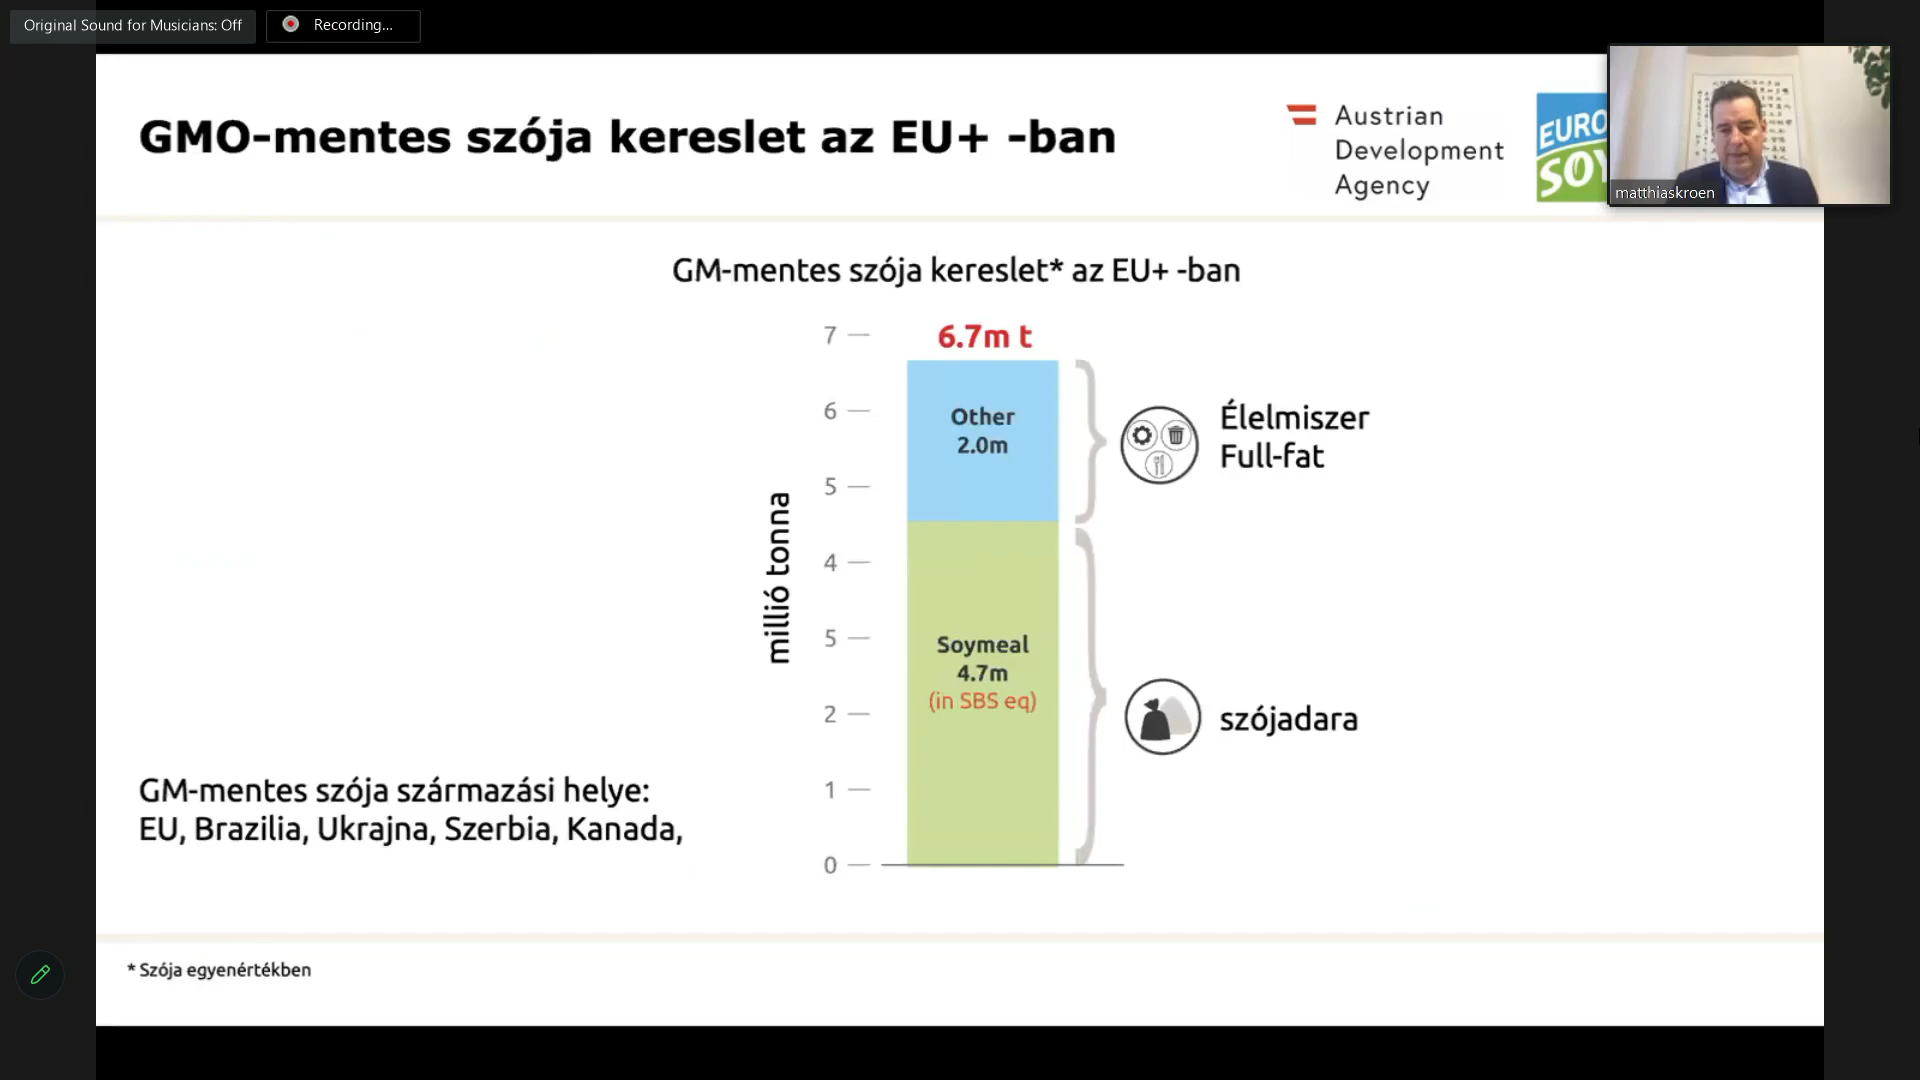 Original Sound for Musicians: Off
Recording...
GMO-mentes szója kereslet az EU+ -ban
Austrian
Development
Agency
EURO
matthiaskroen
GM-mentes szója kereslet* az EU+ -ban
7
6.7m t
6
Other
2.0m
Élelmiszer
Full-fat
5
millió tonna
4
5
Soymeal
4.7m
(in SBS eq)
2
szójadara
1
GM-mentes szója származási helye:
EU, Brazilia, Ukrajna, Szerbia, Kanada,
0
* Szója egyenértékben